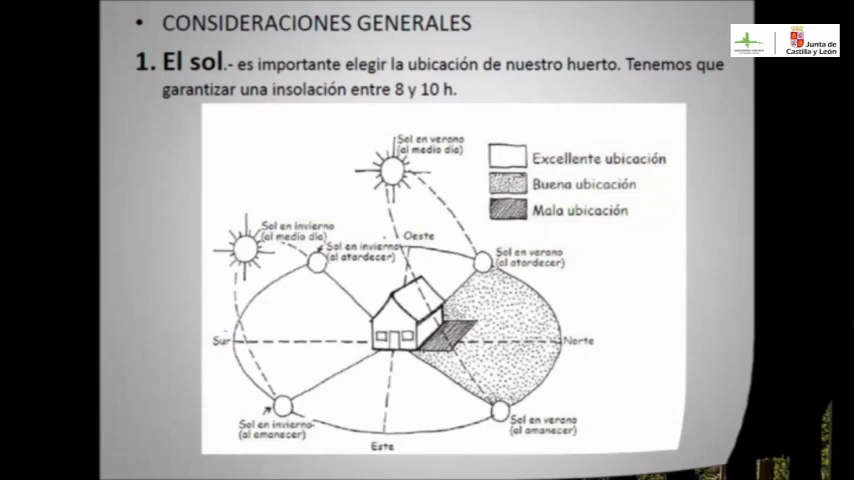 • CONSIDERACIONES GENERALES
1. El sol.- es importante elegir la ubicación de nuestro huerto. Tenemos que
garantizar una insolación entre 8 y 10 h.
Junta de
Castilla y León
Sol en verano
(al medio día)
Excellente ubicación
Buena ubicación
Mala ubicación
Sol en invierno
(al medio día)
Oeste
Sol en invierno
(al atardecer)
Sol en verano
(al atardecer)
Sur
Norte
Sol en invierno
(al amanecer)
Sol en verano
(al amanecer)
Este